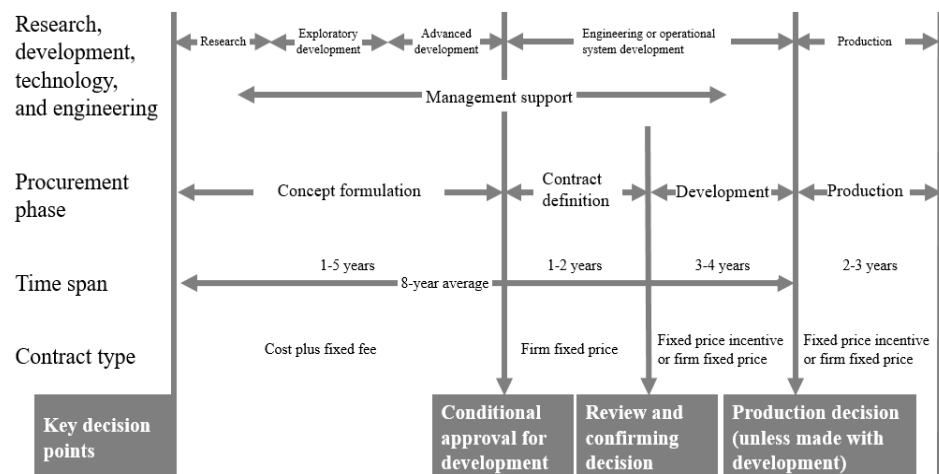 Research,
development,
technology,
and engineering
Research
Exploratory
development
Advanced
development
Engineering or operational
system development
Production
Management support
Procurement
phase
Concept formulation
Contract
definition
Development
Production
Time span
1-5 years
1-2 years
3-4 years
2-3 years
8-year average
Contract type
Cost plus fixed fee
Firm fixed price
Fixed price incentive
or firm fixed price
Fixed price incentive
or firm fixed price
Key decision
points
Conditional
approval for
development
Review and
confirming
decision
Production decision
(unless made with
development)